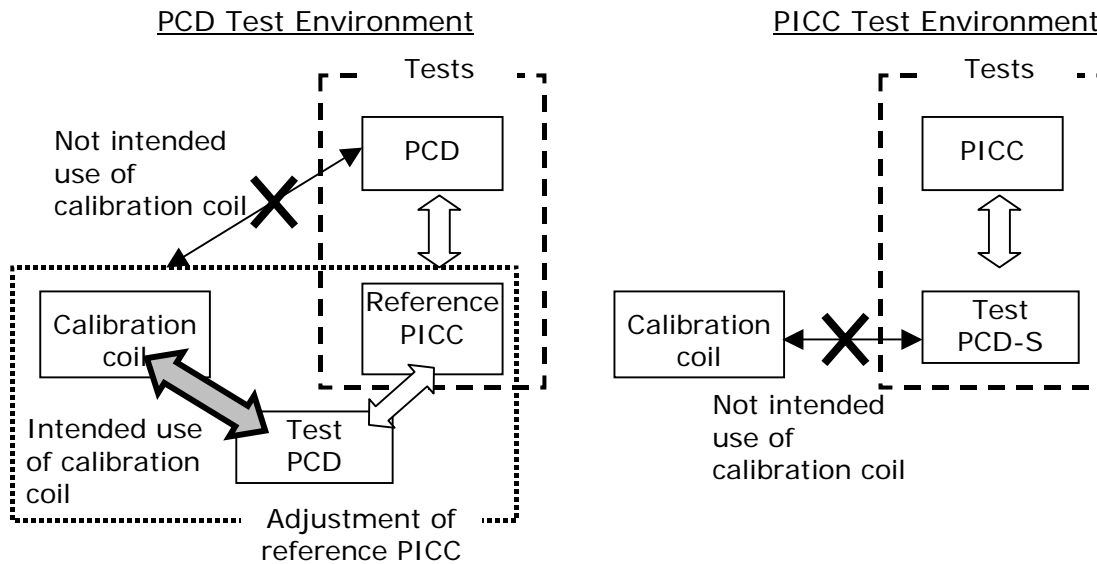 PCD Test Environment
Tests
Not intended
use of
calibration coil
PCD
Calibration
coil
Reference
PICC
Intended use
of calibration
coil
Test
PCD
Adjustment of
reference PICC
PICC Test Environment
Tests
PICC
Calibration
coil
Test
PCD-S
Not intended
use of
calibration coil